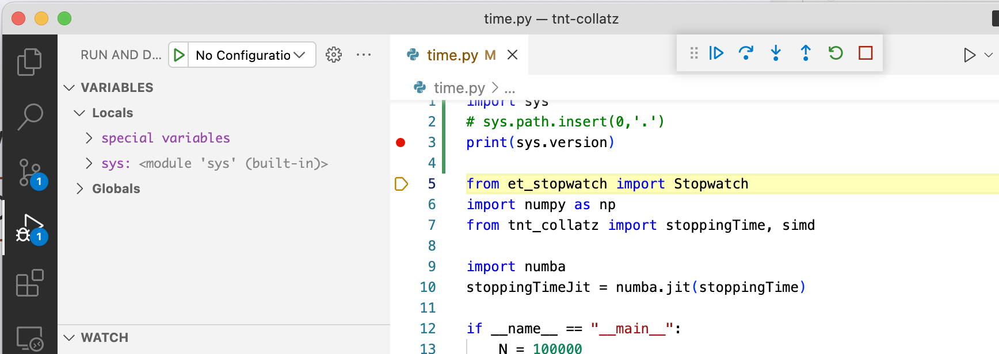 time.py — tnt-collatz
RUN AND D...
No Configuratio
time.py M
VARIABLES
time.py > ...
Locals
special variables
sys: <module 'sys' (built-in)>
Globals
WATCH
1
1
1 import sys
2 # sys.path.insert(0,'.')
3 print(sys.version)
4
5 from et_stopwatch import Stopwatch
6 import numpy as np
7 from tnt_collatz import stoppingTime, simd
8
9 import numba
10 stoppingTimeJit = numba.jit(stoppingTime)
11
12 if __name__ == "__main__":
13 N = 100000